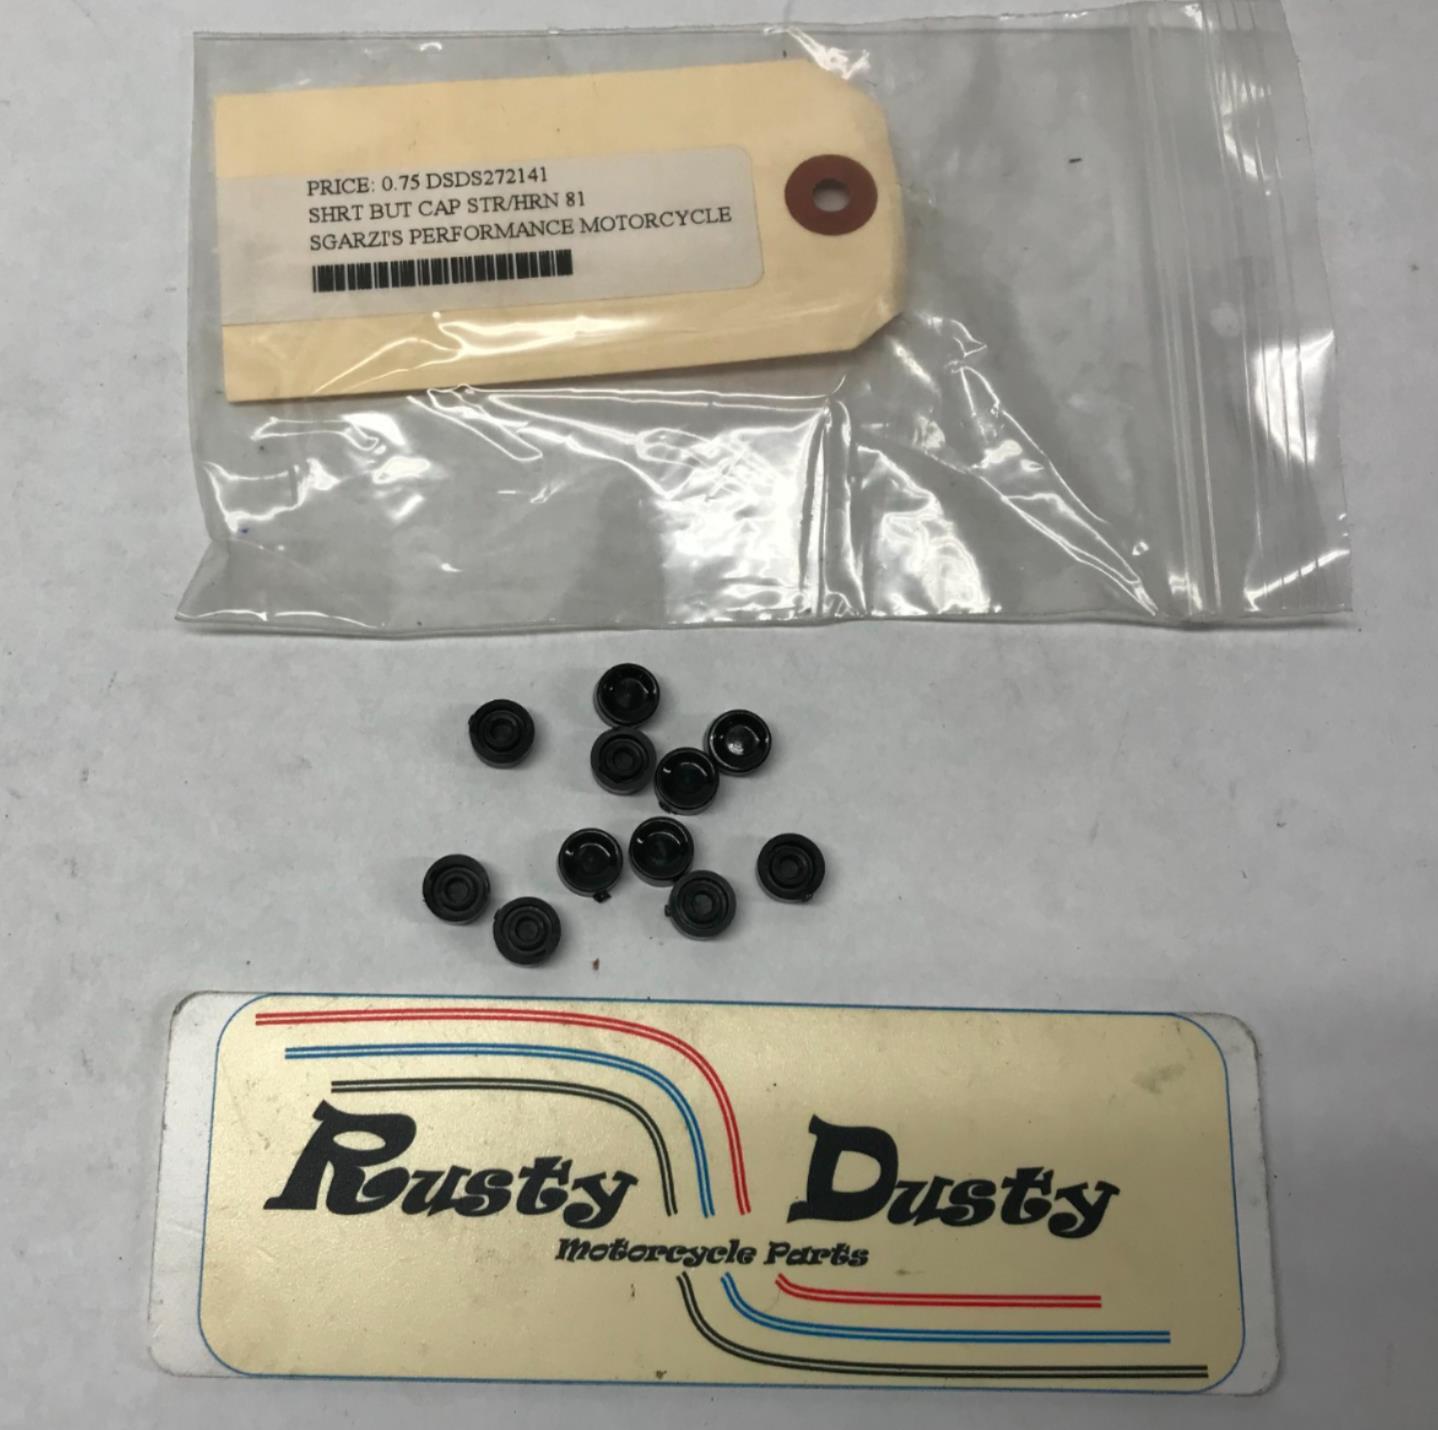 PRICE: 0.75 DSDS272141
SHRT BUT CAP STR/HRN 81
SGARZI'S PERFORMANCE MOTORCYCLE
Rusty Dusty
Motorcycle Parts